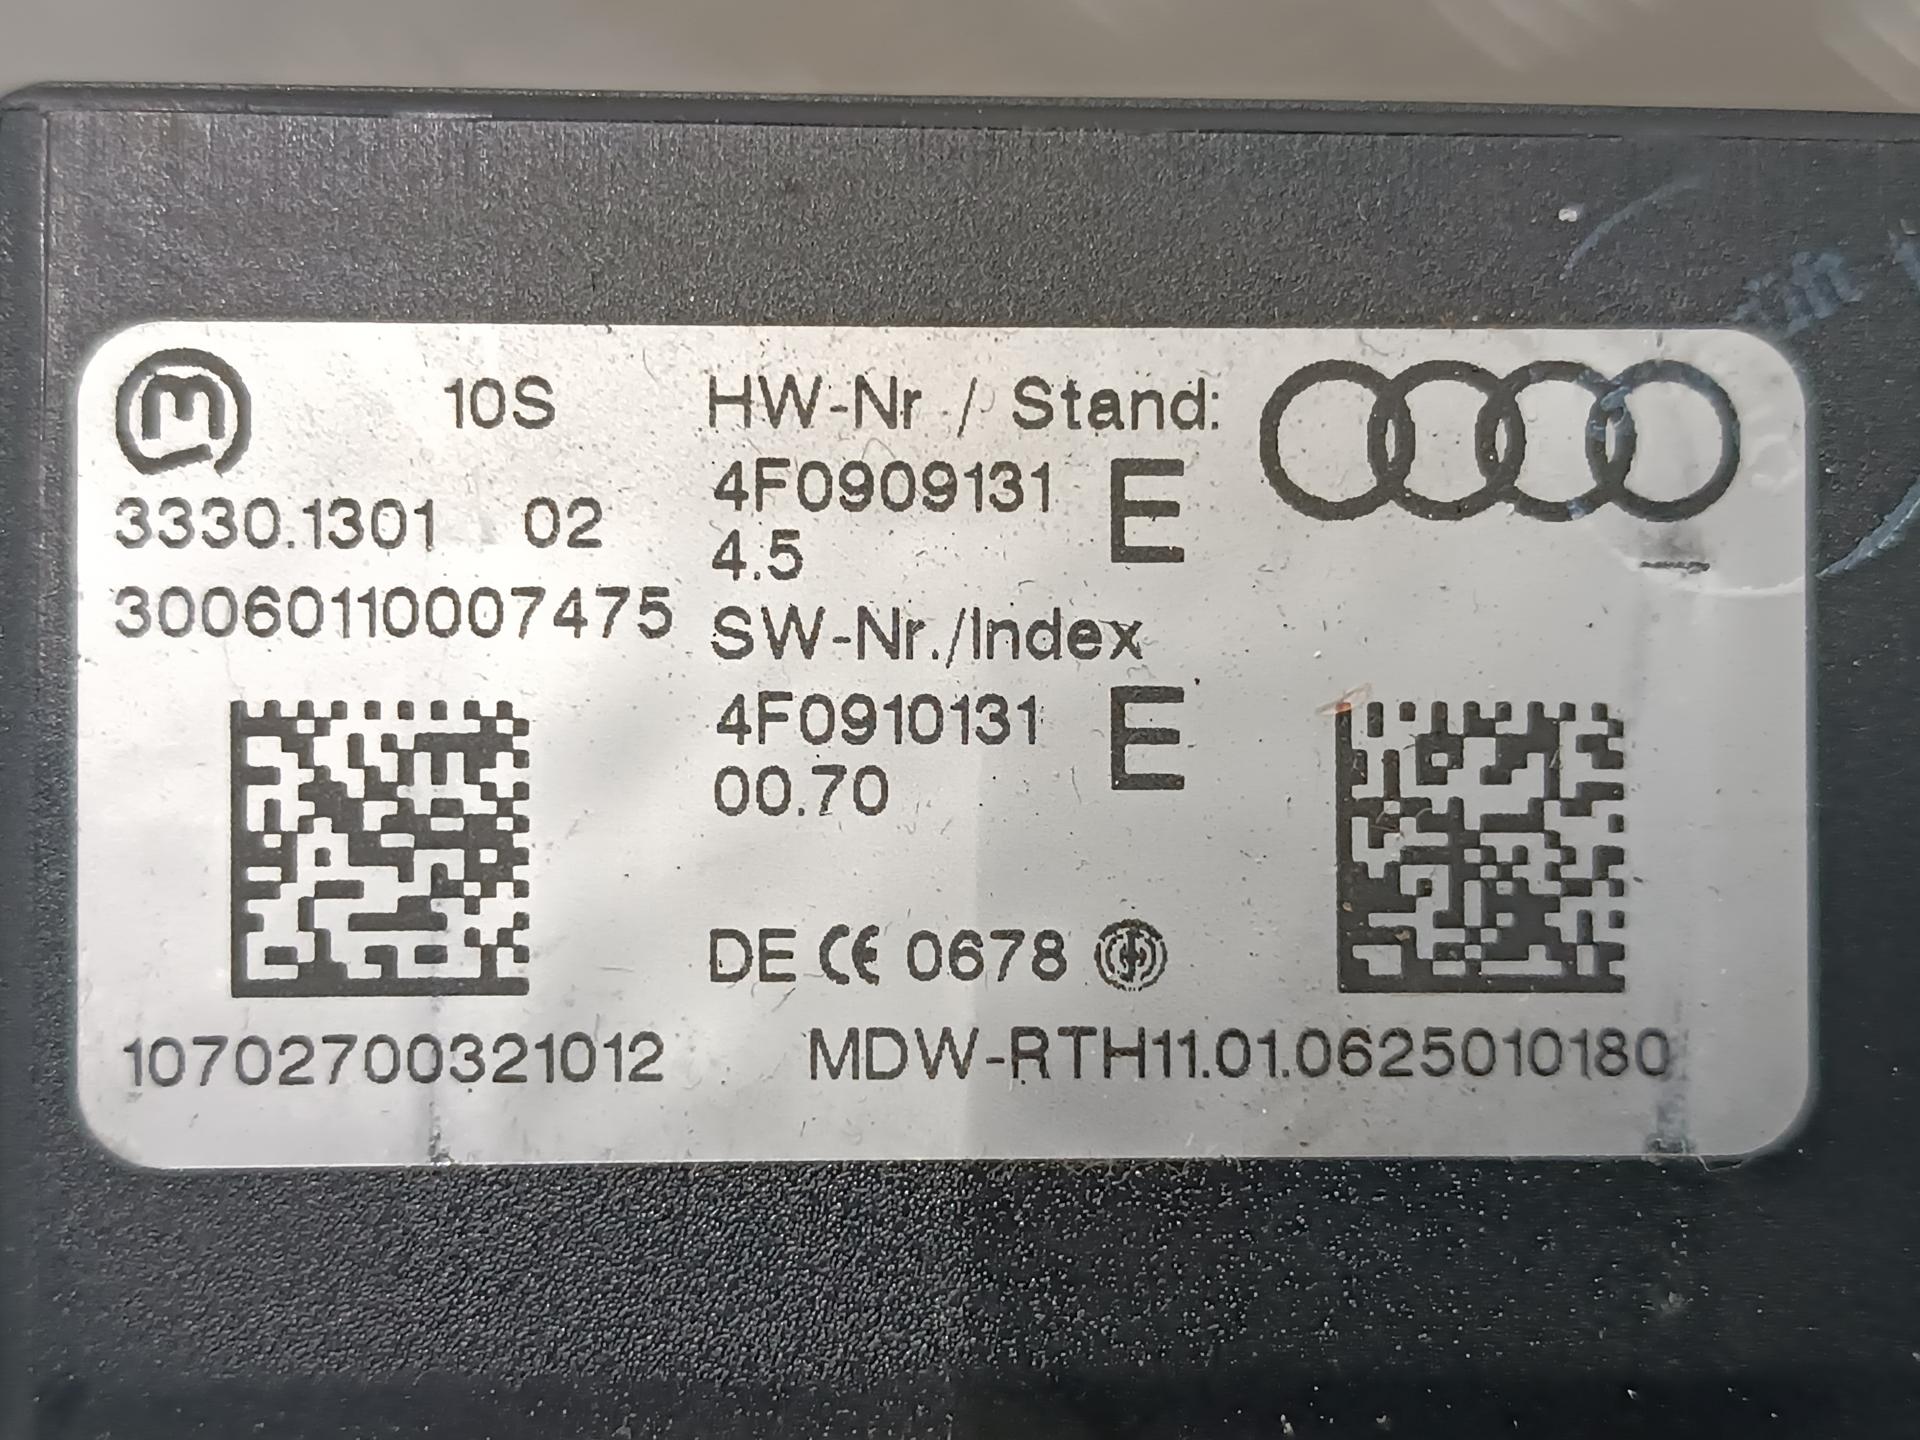 m 10S HW-Nr / Stand:
3330.1301 02 4F0909131 E
4.5
30060110007475 SW-Nr./Index
4F0910131 E
00.70
DE CE 0678
10702700321012 MDW-RTH11.01.0625010180